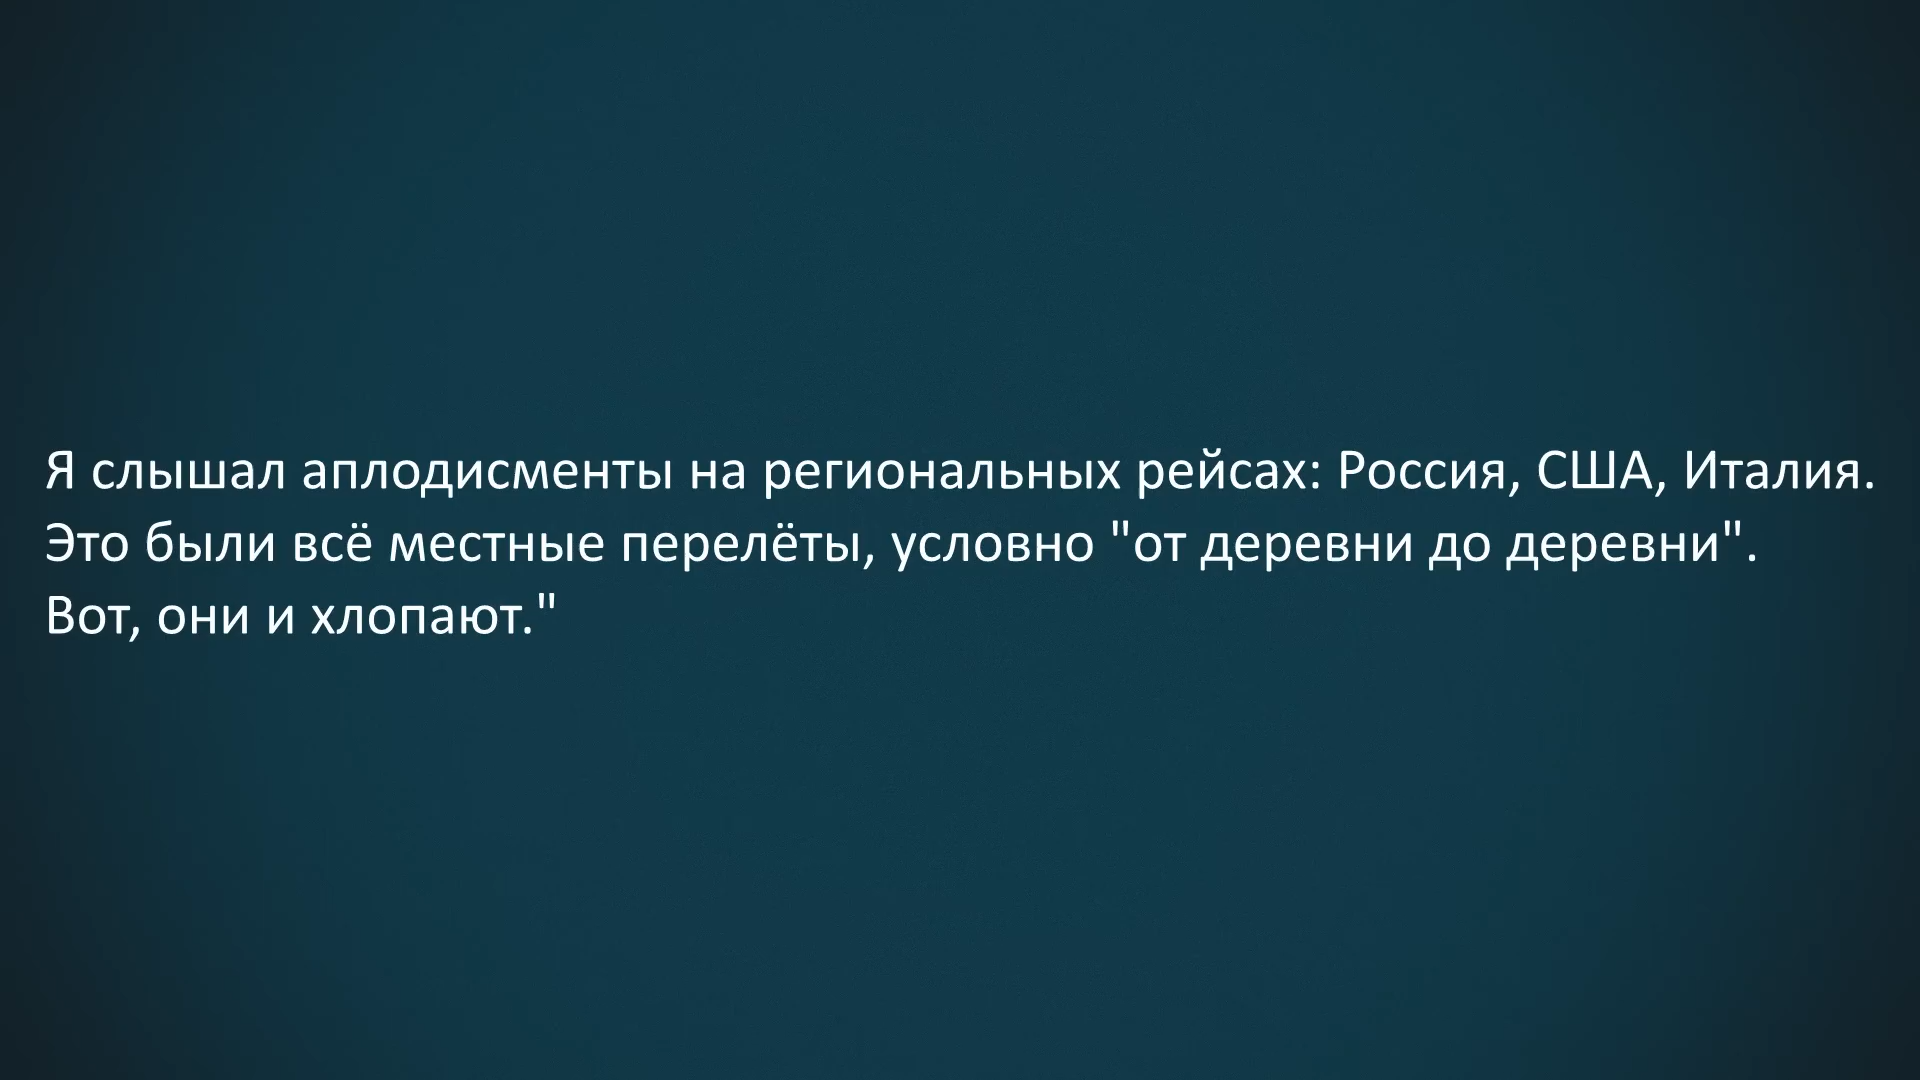 Я слышал аплодисменты на региональных рейсах: Россия, США, Италия.
Это были всё местные перелёты, условно "от деревни до деревни".
Вот, они и хлопают."